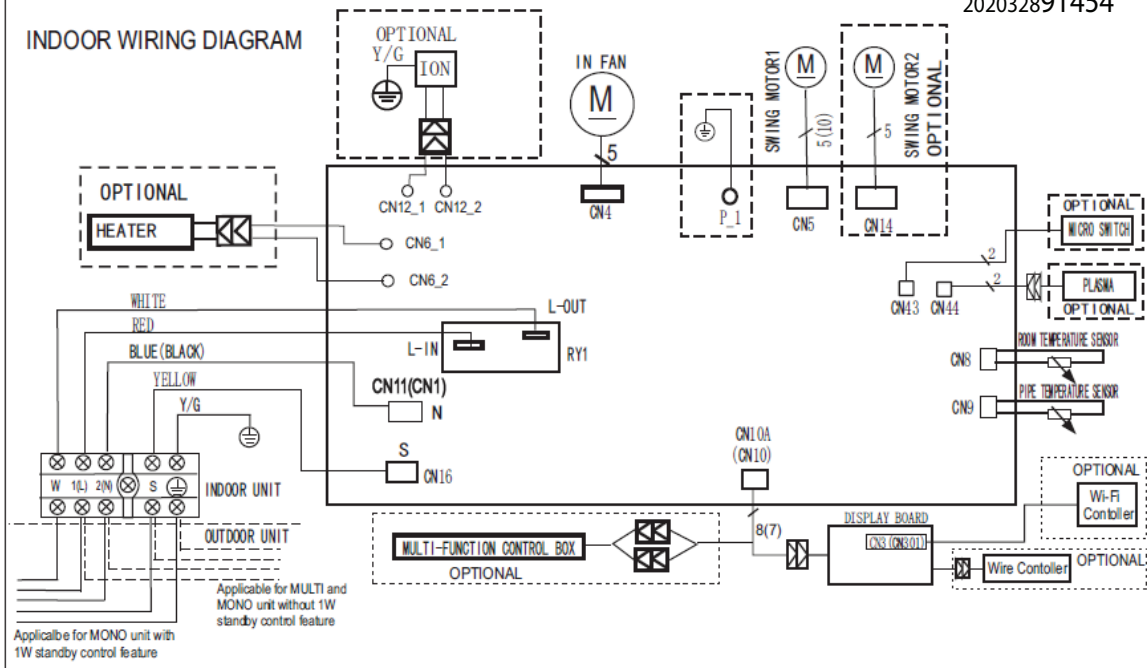 202032891454
INDOOR WIRING DIAGRAM
OPTIONAL
Y/G
ION
IN FAN
M
5
SWING MOTOR1
M
5(10)
M
5
SWING MOTOR2
OPTIONAL
CN12_1
CN12_2
CN4
P_1
CN5
CN14
OPTIONAL
HEATER
CN6_1
CN6_2
OPTIONAL
MICRO SWITCH
2
CN43
CN44
2
PLASMA
OPTIONAL
WHITE
RED
BLUE(BLACK)
YELLOW
Y/G
L-OUT
L-IN
RY1
CN11(CN1)
N
S
CN16
CN8
ROOM TEMPERATURE SENSOR
CN9
PIPE TEMPERATURE SENSOR
CN10A
(CN10)
8(7)
W
1(L)
2(N)
S
INDOOR UNIT
OUTDOOR UNIT
MULTI-FUNCTION CONTROL BOX
OPTIONAL
DISPLAY BOARD
CN3(CN301)
OPTIONAL
Wi-Fi
Contoller
Wire Contoller
OPTIONAL
Applicable for MULTI and
MONO unit without 1W
standby control feature
Applicalbe for MONO unit with
1W standby control feature